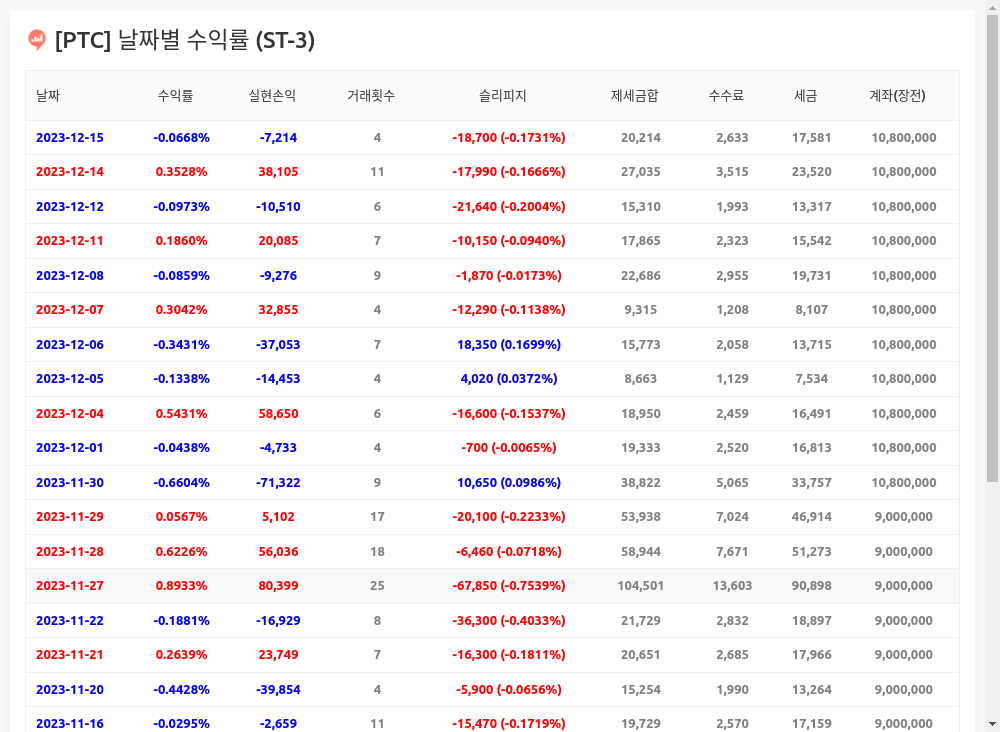 [PTC] 날짜별 수익률 (ST-3)
날짜 수익률 실현손익 거래횟수 슬리피지 제세금합 수수료 세금 계좌(장전)
2023-12-15 -0.0668% -7,214 4 -18,700 (-0.1731%) 20,214 2,633 17,581 10,800,000
2023-12-14 0.3528% 38,105 11 -17,990 (-0.1666%) 27,035 3,515 23,520 10,800,000
2023-12-12 -0.0973% -10,510 6 -21,640 (-0.2004%) 15,310 1,993 13,317 10,800,000
2023-12-11 0.1860% 20,085 7 -10,150 (-0.0940%) 17,865 2,323 15,542 10,800,000
2023-12-08 -0.0859% -9,276 9 -1,870 (-0.0173%) 22,686 2,955 19,731 10,800,000
2023-12-07 0.3042% 32,855 4 -12,290 (-0.1138%) 9,315 1,208 8,107 10,800,000
2023-12-06 -0.3431% -37,053 7 18,350 (0.1699%) 15,773 2,058 13,715 10,800,000
2023-12-05 -0.1338% -14,453 4 4,020 (0.0372%) 8,663 1,129 7,534 10,800,000
2023-12-04 0.5431% 58,650 6 -16,600 (-0.1537%) 18,950 2,459 16,491 10,800,000
2023-12-01 -0.0438% -4,733 4 -700 (-0.0065%) 19,333 2,520 16,813 10,800,000
2023-11-30 -0.6604% -71,322 9 10,650 (0.0986%) 38,822 5,065 33,757 10,800,000
2023-11-29 0.0567% 5,102 17 -20,100 (-0.2233%) 53,938 7,024 46,914 9,000,000
2023-11-28 0.6226% 56,036 18 -6,460 (-0.0718%) 58,944 7,671 51,273 9,000,000
2023-11-27 0.8933% 80,399 25 -67,850 (-0.7539%) 104,501 13,603 90,898 9,000,000
2023-11-22 -0.1881% -16,929 8 -36,300 (-0.4033%) 21,729 2,832 18,897 9,000,000
2023-11-21 0.2639% 23,749 7 -16,300 (-0.1811%) 20,651 2,685 17,966 9,000,000
2023-11-20 -0.4428% -39,854 4 -5,900 (-0.0656%) 15,254 1,990 13,264 9,000,000
2023-11-16 -0.0295% -2,659 11 -15,470 (-0.1719%) 19,729 2,570 17,159 9,000,000